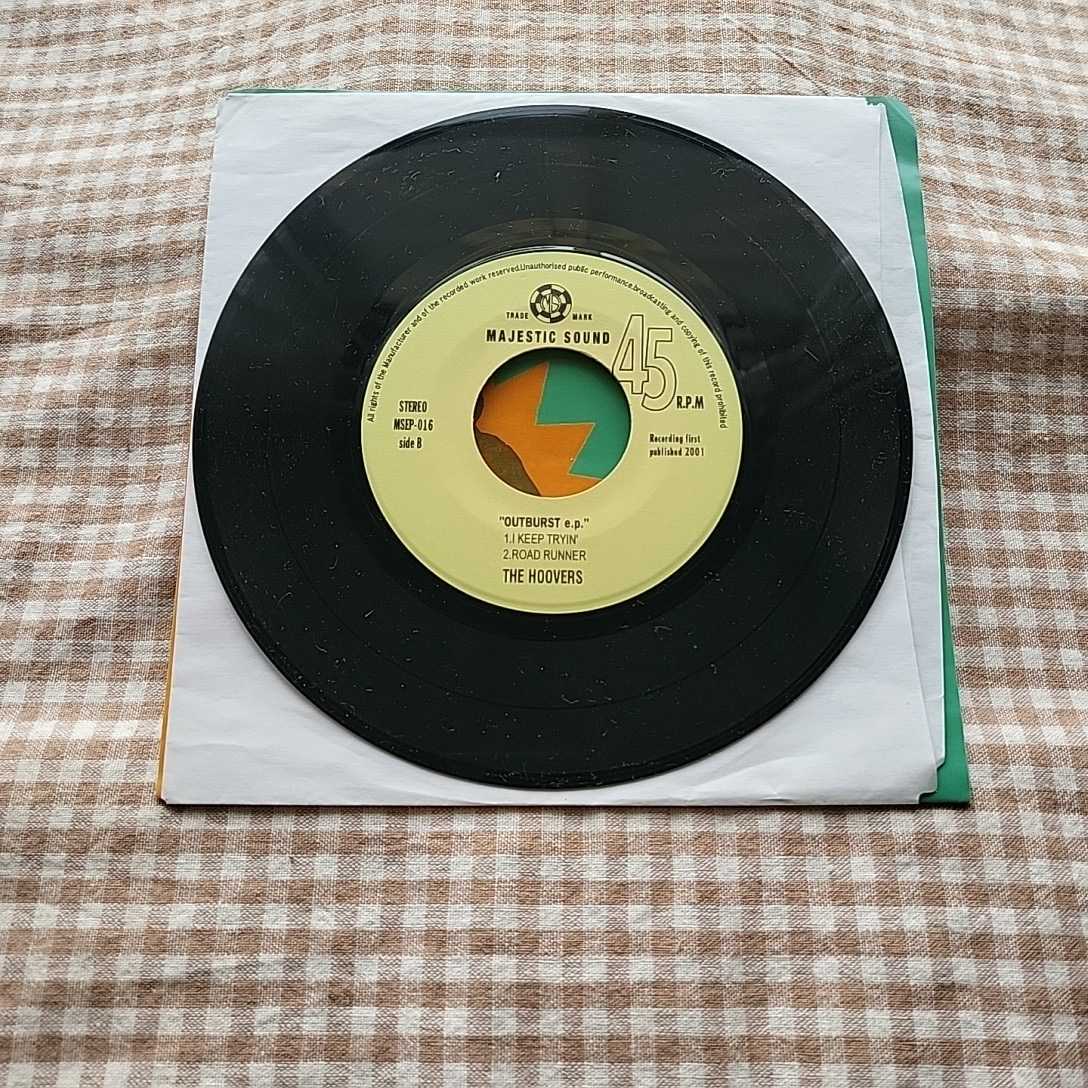 All rights of the Manufacturer and of the recorded work reserved.Unauthorised public performance.broadcasting and copying of this record prohibited
TRADE MARK
MAJESTIC SOUND
45
R.P.M
STEREO
MSEP-016
side B
Recording first
published 2001
"OUTBURST e.p."
1.I KEEP TRYIN'
2.ROAD RUNNER
THE HOOVERS